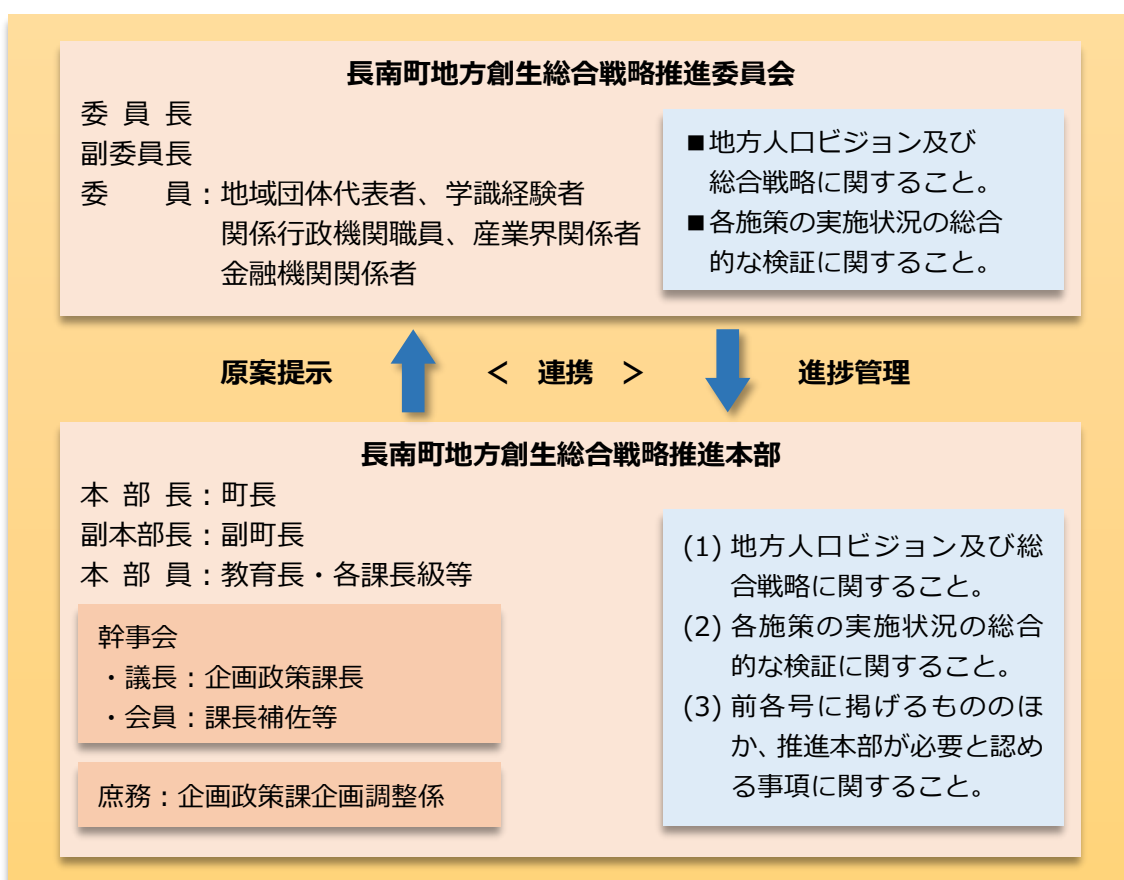 長南町地方創生総合戦略推進委員会
委員長
副委員長
委　　員：地域団体代表者、学識経験者
関係行政機関職員、産業界関係者
金融機関関係者
■地方人口ビジョン及び
総合戦略に関すること。
■各施策の実施状況の総合
的な検証に関すること。
原案提示
＜ 連携 ＞
進捗管理
長南町地方創生総合戦略推進本部
本 部 長：町長
副本部長：副町長
本 部 員：教育長・各課長級等
幹事会
・議長：企画政策課長
・会員：課長補佐等
庶務：企画政策課企画調整係
(1) 地方人口ビジョン及び総
合戦略に関すること。
(2) 各施策の実施状況の総合
的な検証に関すること。
(3) 前各号に掲げるもののほ
か、推進本部が必要と認め
る事項に関すること。